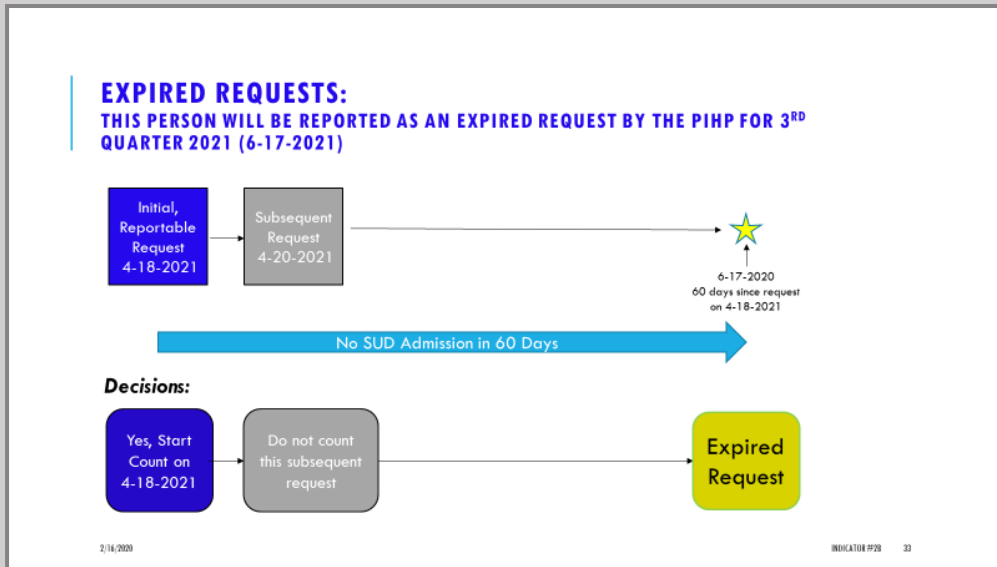 EXPIRED REQUESTS:
THIS PERSON WILL BE REPORTED AS AN EXPIRED REQUEST BY THE PIHP FOR 3RD
QUARTER 2021 (6-17-2021)
Initial,
Reportable
Request
4-18-2021
Subsequent
Request
4-20-2021
6-17-2020
60 days since request
on 4-18-2021
No SUD Admission in 60 Days
Decisions:
Yes, Start
Count on
4-18-2021
Do not count
this subsequent
request
Expired
Request
2/16/2020
INDICATOR #2B
33